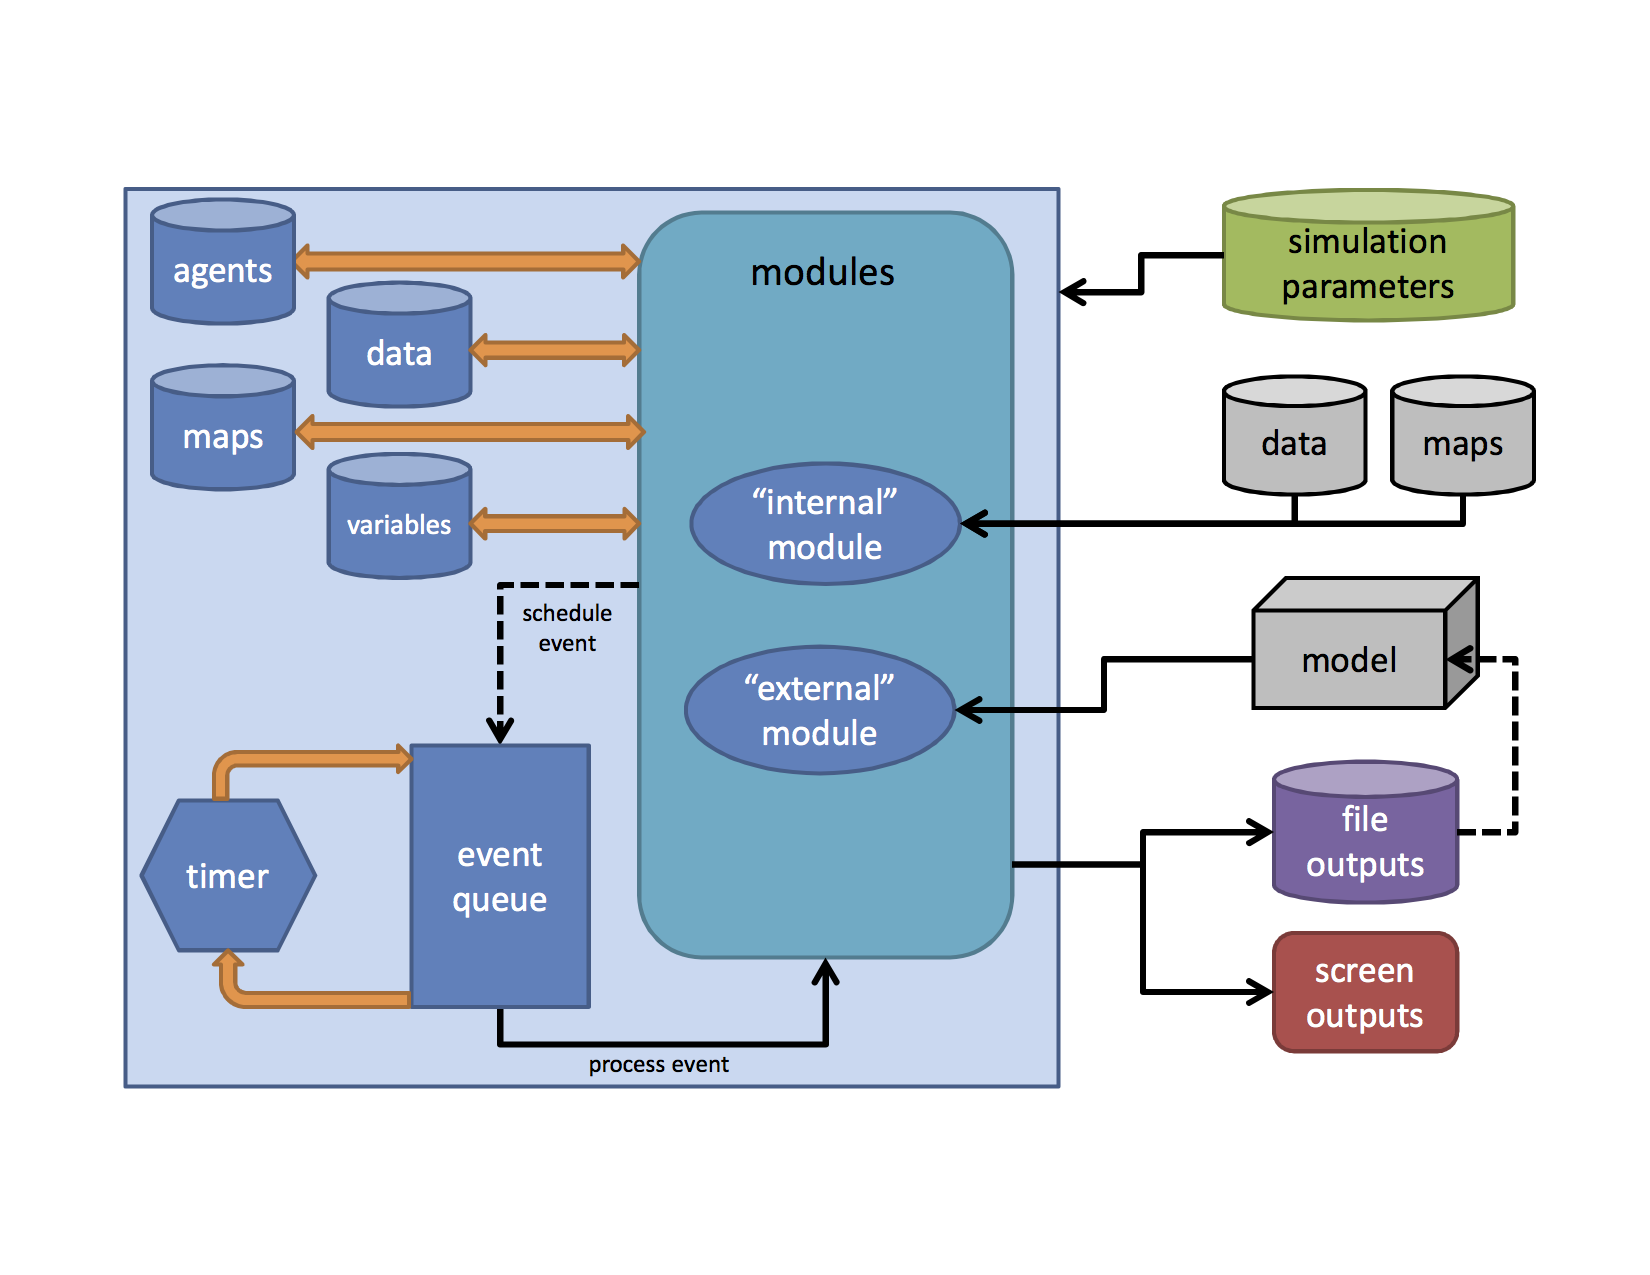 agents
data
maps
variables
modules
“internal”
module
“external”
module
schedule
event
timer
event
queue
process event
simulation
parameters
data
maps
model
file
outputs
screen
outputs